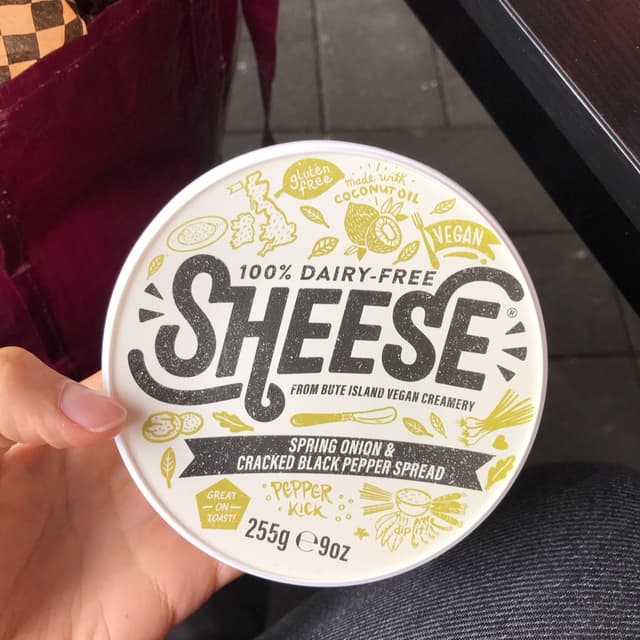 gluten
free
made with
COCONUT OIL
VEGAN
100% DAIRY-FREE
SHEESE®
FROM BUTE ISLAND VEGAN CREAMERY
SPRING ONION &
CRACKED BLACK PEPPER SPREAD
GREAT
ON
TOAST!
PEPPER
KICK
dip
255g ℮ 9oz